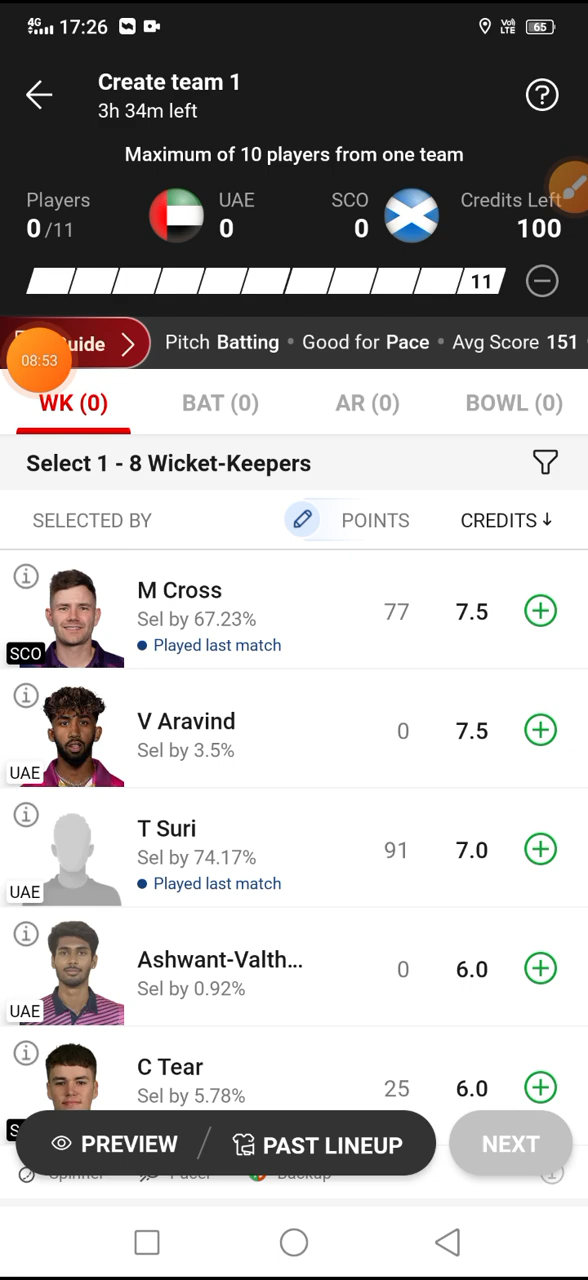 4G 17:26 Vo) LTE 65
Create team 1
3h 34m left
Maximum of 10 players from one team
Players UAE SCO Credits Left
0/11 0 0 100
11
uide Pitch Batting • Good for Pace • Avg Score 151
08:53
WK (0) BAT (0) AR (0) BOWL (0)
Select 1 - 8 Wicket-Keepers
SELECTED BY POINTS CREDITS↓
M Cross
Sel by 67.23% 77 7.5
• Played last match
SCO
V Aravind
Sel by 3.5% 0 7.5
UAE
T Suri
Sel by 74.17% 91 7.0
• Played last match
UAE
Ashwant-Valth...
Sel by 0.92% 0 6.0
UAE
C Tear
Sel by 5.78% 25 6.0
PREVIEW / PAST LINEUP NEXT